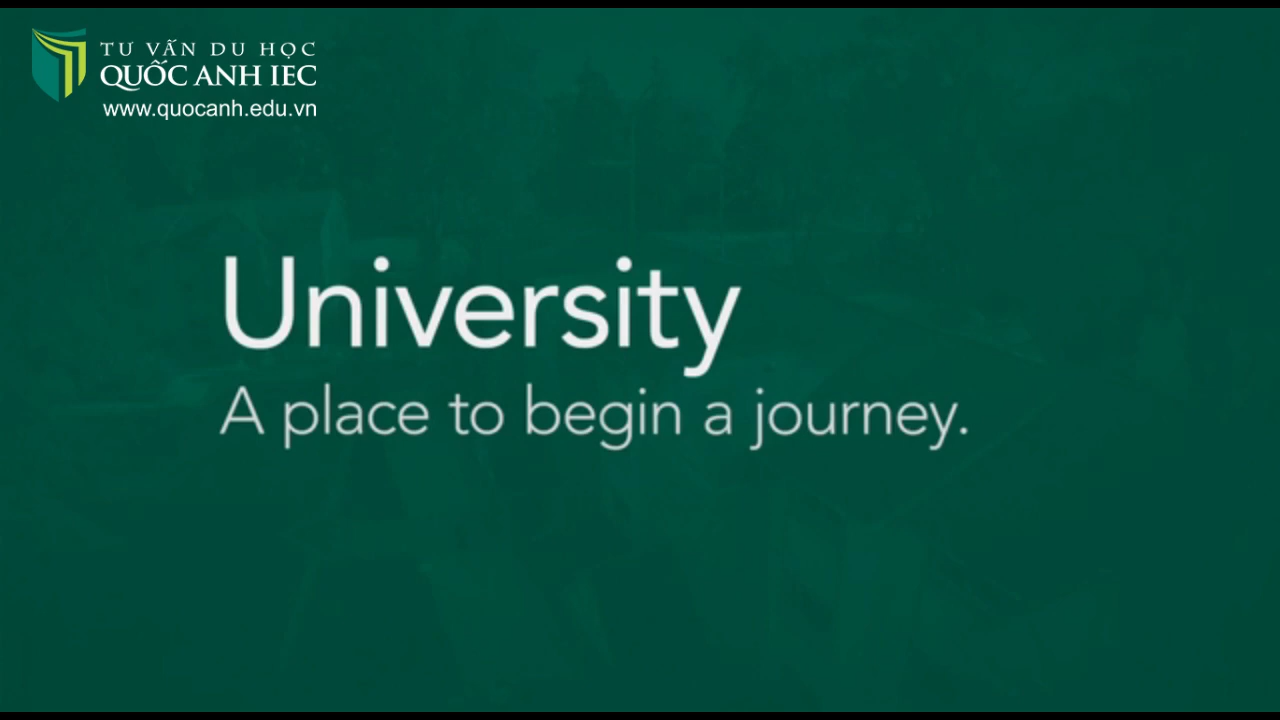 TƯ VẤN DU HỌC
QUỐC ANH IEC
www.quocanh.edu.vn
University
A place to begin a journey.